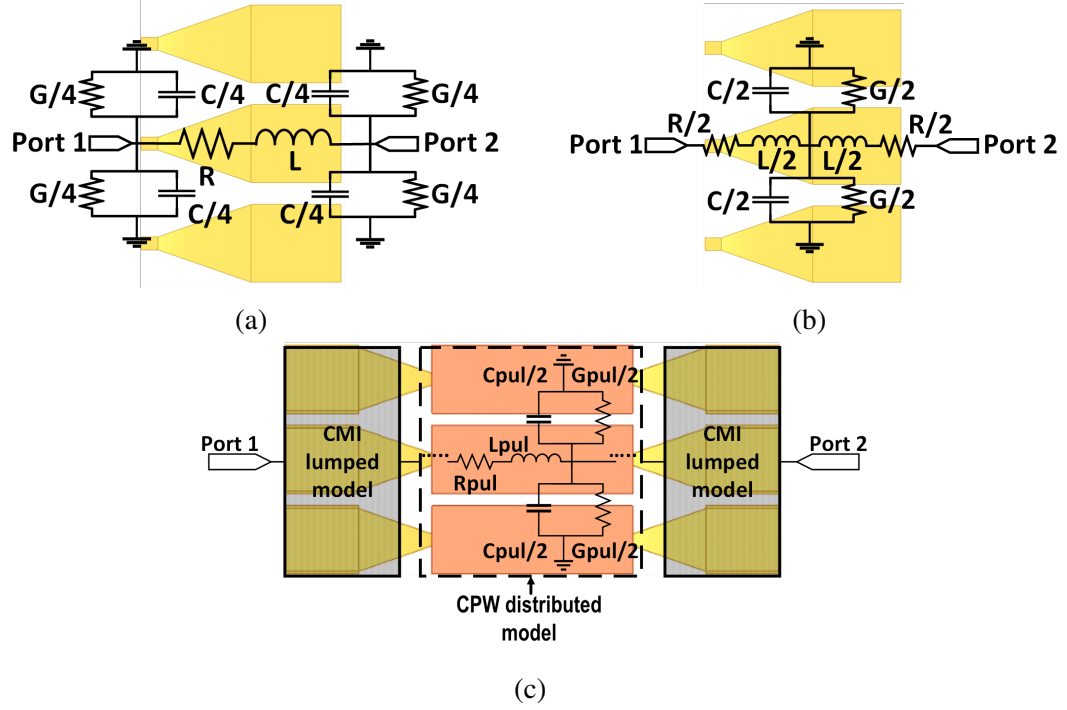 G/4
C/4
C/4
G/4
Port 1
Port 2
R
L
G/4
C/4
C/4
G/4
(a)
C/2
G/2
Port 1
R/2
L/2
L/2
R/2
Port 2
C/2
G/2
(b)
Cpul/2
Gpul/2
Port 1
CMI
lumped
model
Lpul
Rpul
CMI
lumped
model
Port 2
Cpul/2
Gpul/2
CPW distributed
model
(c)